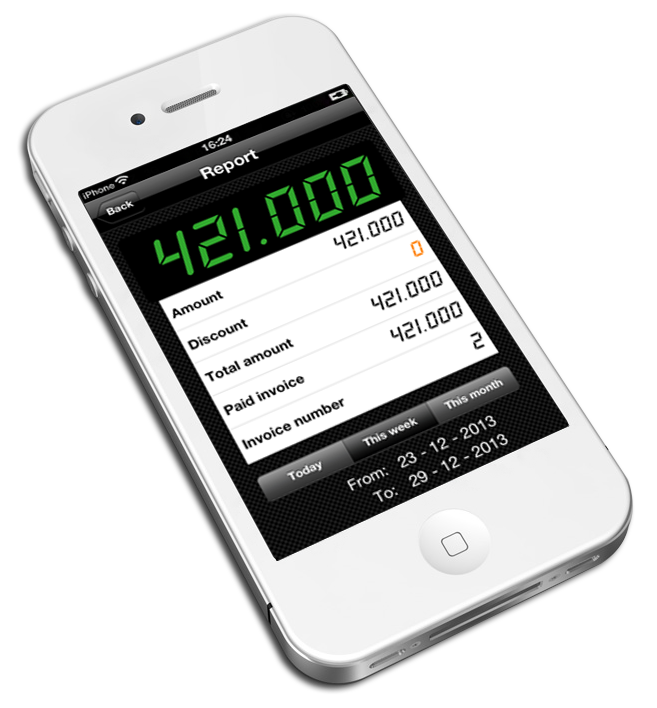 iPhone 16:24
Back Report
421.000
Amount 421.000
Discount 0
Total amount 421.000
Paid invoice 421.000
Invoice number 2
Today This week This month
From: 23 - 12 - 2013
To: 29 - 12 - 2013